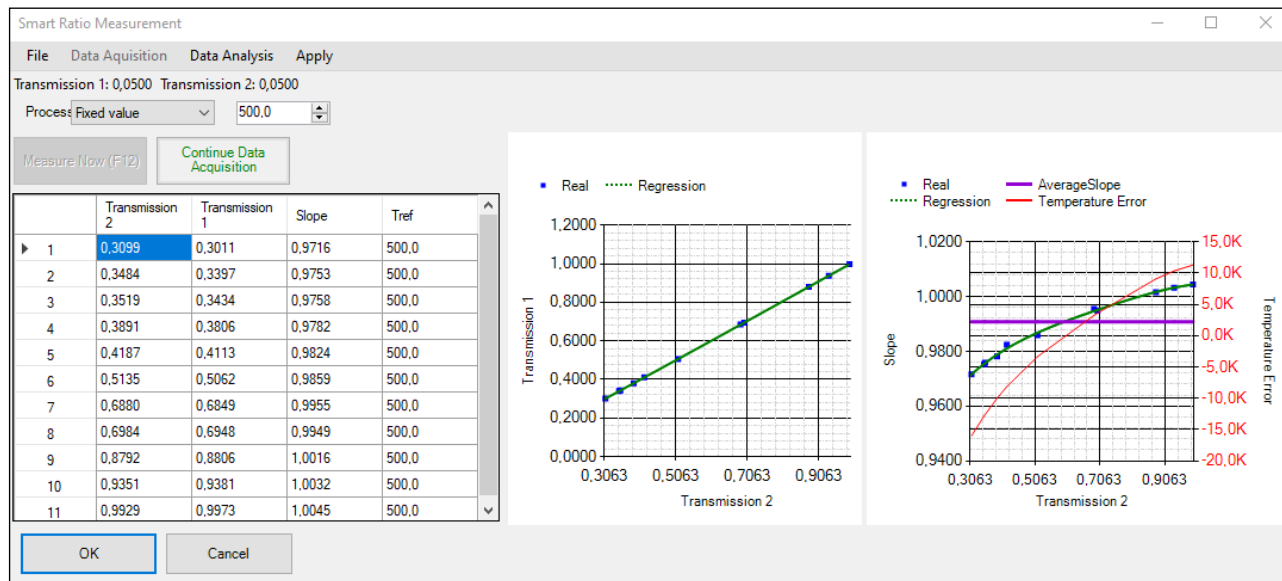 Smart Ratio Measurement
File Data Aquisition Data Analysis Apply
Transmission 1: 0,0500 Transmission 2: 0,0500
Process Fixed value 500,0
Measure Now (F12) Continue Data Acquisition
Transmission 2 Transmission 1 Slope Tref
1 0,3099 0,3011 0,9716 500,0
2 0,3484 0,3397 0,9753 500,0
3 0,3519 0,3434 0,9758 500,0
4 0,3891 0,3806 0,9782 500,0
5 0,4187 0,4113 0,9824 500,0
6 0,5135 0,5062 0,9859 500,0
7 0,6880 0,6849 0,9955 500,0
8 0,6984 0,6948 0,9949 500,0
9 0,8792 0,8806 1,0016 500,0
10 0,9351 0,9381 1,0032 500,0
11 0,9929 0,9973 1,0045 500,0
OK Cancel
Real Regression
1,2000
1,0000
0,8000
0,6000
0,4000
0,2000
0,0000
Transmission 1
0,3063 0,5063 0,7063 0,9063
Transmission 2
Real AverageSlope
Regression Temperature Error
1,0200
1,0000
0,9800
0,9600
0,9400
Slope
15,0K
10,0K
5,0K
0,0K
-5,0K
-10,0K
-15,0K
-20,0K
Temperature Error
0,3063 0,5063 0,7063 0,9063
Transmission 2